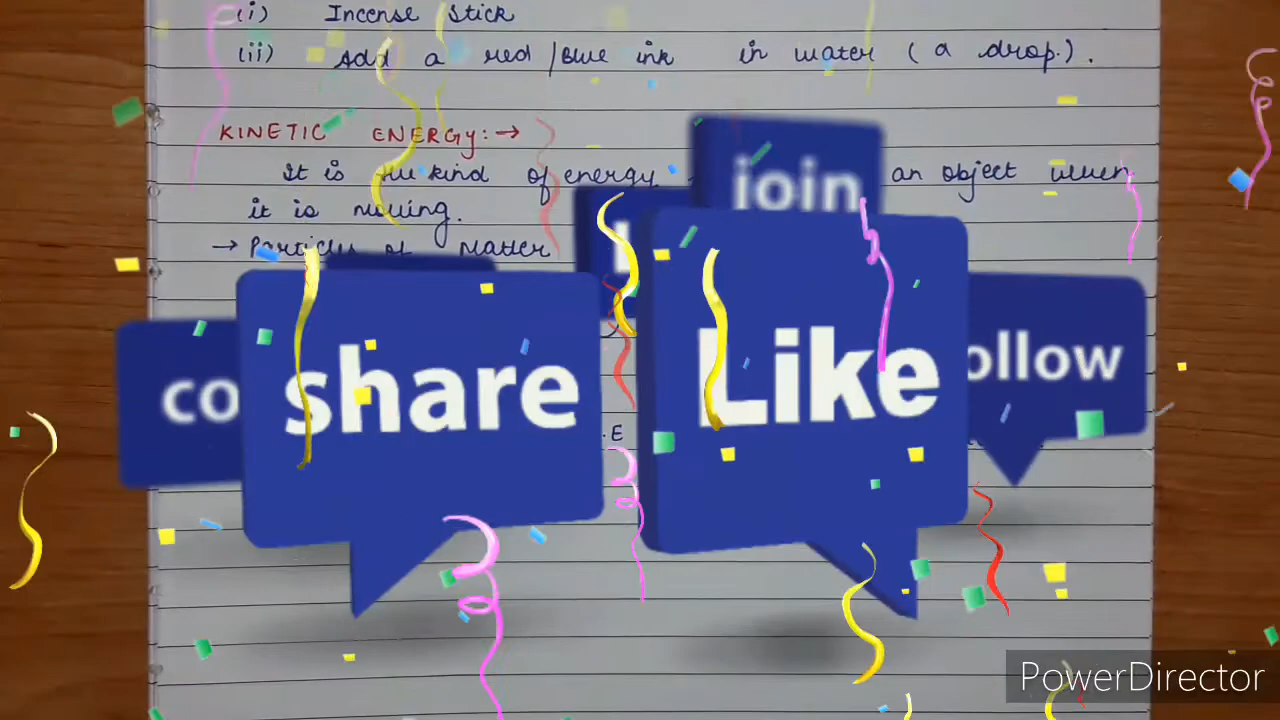 (i) Incense Stick
(ii) Add a red/Blue ink in water (a drop.).
KINETIC ENERGY:→
It is the kind of energy an object when
it is moving.
→ Particles of Matter
.E
join
co
share
Like
ollow
PowerDirector